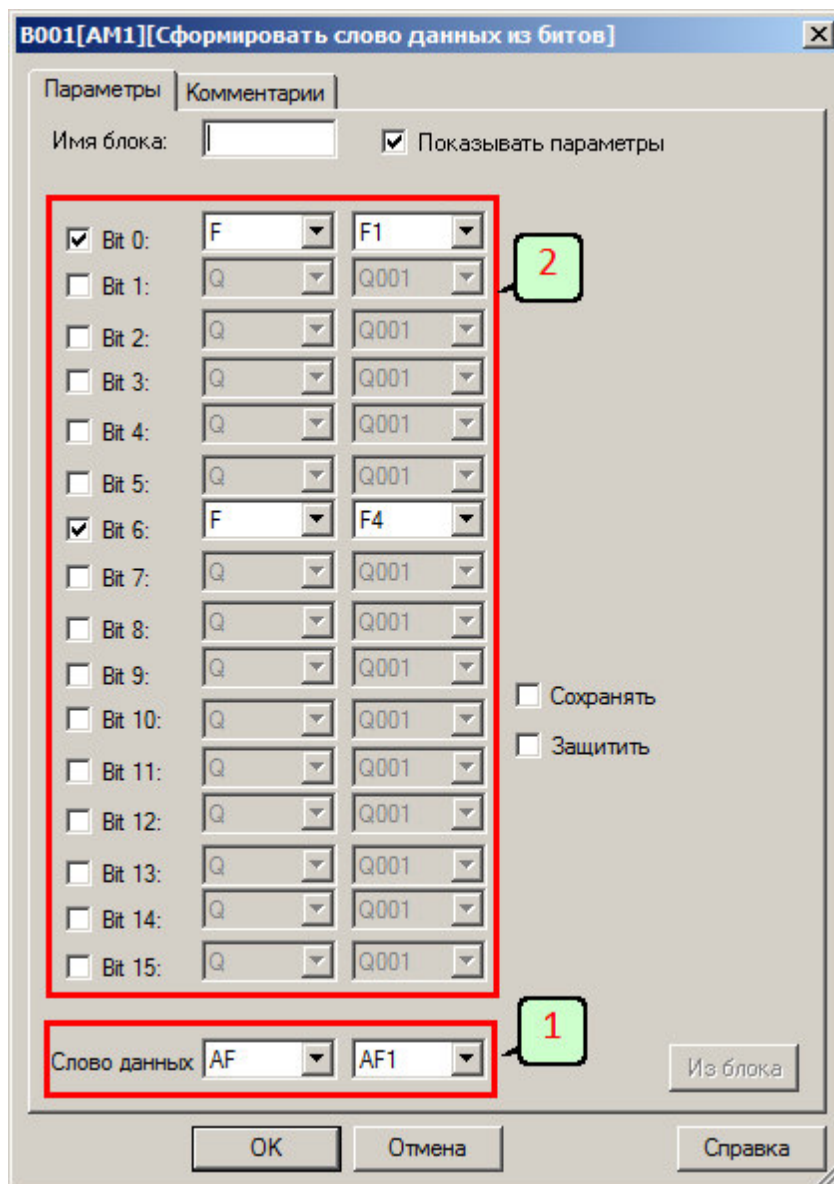 B001[AM1][Сформировать слово данных из битов]
Параметры Комментарии
Имя блока: Показывать параметры
Bit 0: F F1
2
Bit 1: Q Q001
Bit 2: Q Q001
Bit 3: Q Q001
Bit 4: Q Q001
Bit 5: Q Q001
Bit 6: F F4
Bit 7: Q Q001
Bit 8: Q Q001
Bit 9: Q Q001
Сохранять
Bit 10: Q Q001
Защитить
Bit 11: Q Q001
Bit 12: Q Q001
Bit 13: Q Q001
Bit 14: Q Q001
Bit 15: Q Q001
1
Слово данных AF AF1
Из блока
OK Отмена Справка